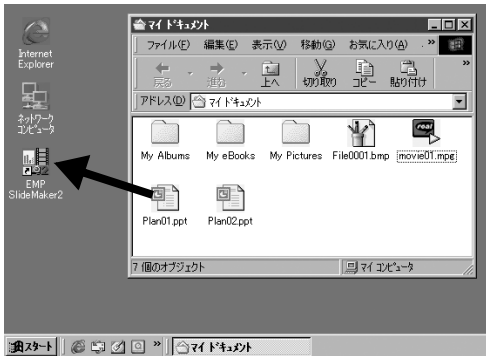 Internet
Explorer
ネットワーク
コンピュータ
EMP
SlideMaker2
マイ ドキュメント
ファイル(F) 編集(E) 表示(V) 移動(G) お気に入り(A) »
戻る 進む 上へ 切り取り コピー 貼り付け »
アドレス(D) マイ ドキュメント
My Albums My eBooks My Pictures File0001.bmp movie01.mpg
real
Plan01.ppt Plan02.ppt
7 個のオブジェクト マイ コンピュータ
スタート » マイ ドキュメント